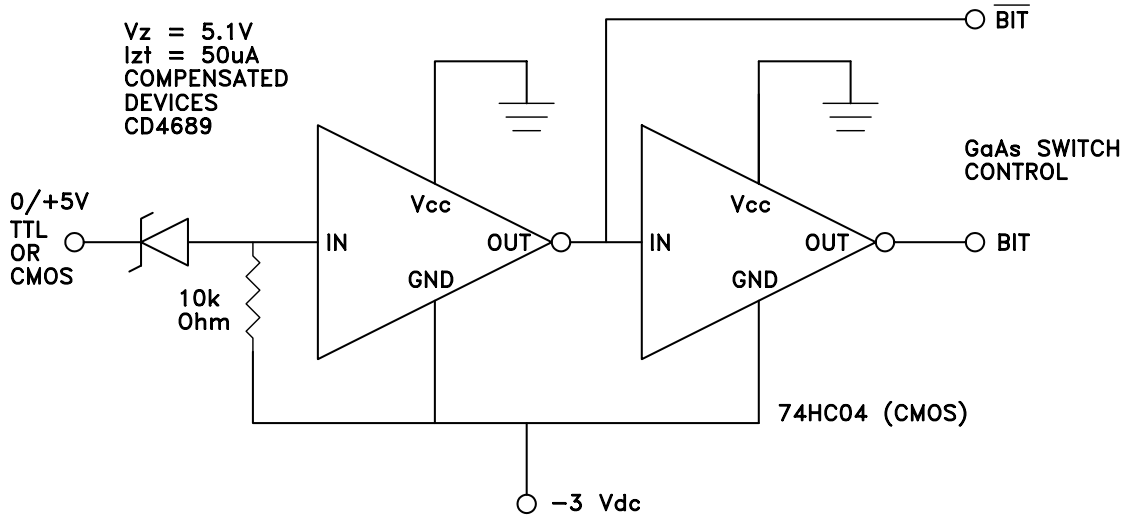 Vz = 5.1V
Izt = 50uA
COMPENSATED
DEVICES
CD4689
BIT
GaAs SWITCH
CONTROL
0/+5V
TTL
OR
CMOS
IN
Vcc
OUT
GND
IN
Vcc
OUT
GND
BIT
10k
Ohm
74HC04 (CMOS)
-3 Vdc